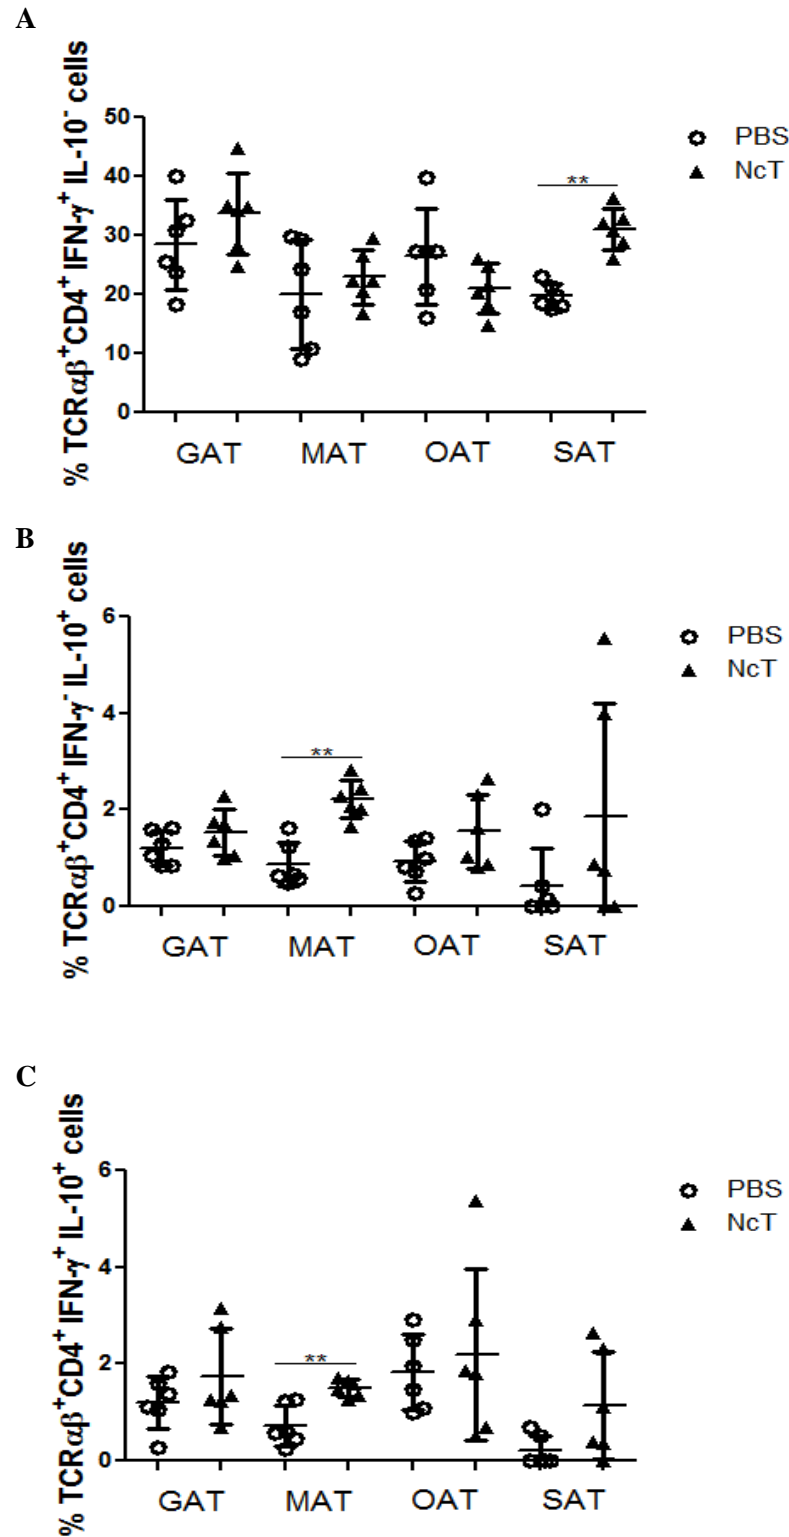 A
% TCRαβ⁺CD4⁺ IFN-γ⁺ IL-10⁻ cells
50
40
30
20
10
0
**
PBS
NcT
GAT MAT OAT SAT
B
% TCRαβ⁺CD4⁺ IFN-γ⁻ IL-10⁺ cells
6
4
2
0
**
PBS
NcT
GAT MAT OAT SAT
C
% TCRαβ⁺CD4⁺ IFN-γ⁺ IL-10⁺ cells
6
4
2
0
**
PBS
NcT
GAT MAT OAT SAT